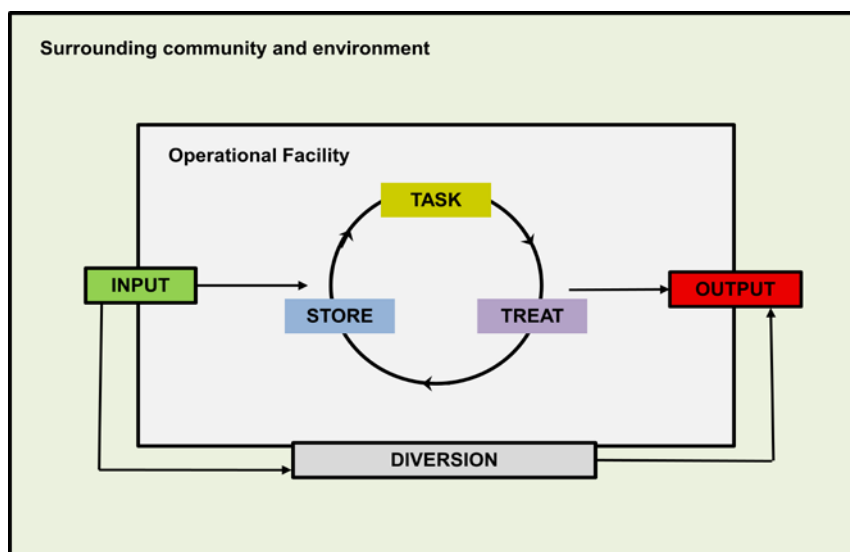 Surrounding community and environment
Operational Facility
TASK
INPUT
OUTPUT
STORE
TREAT
DIVERSION